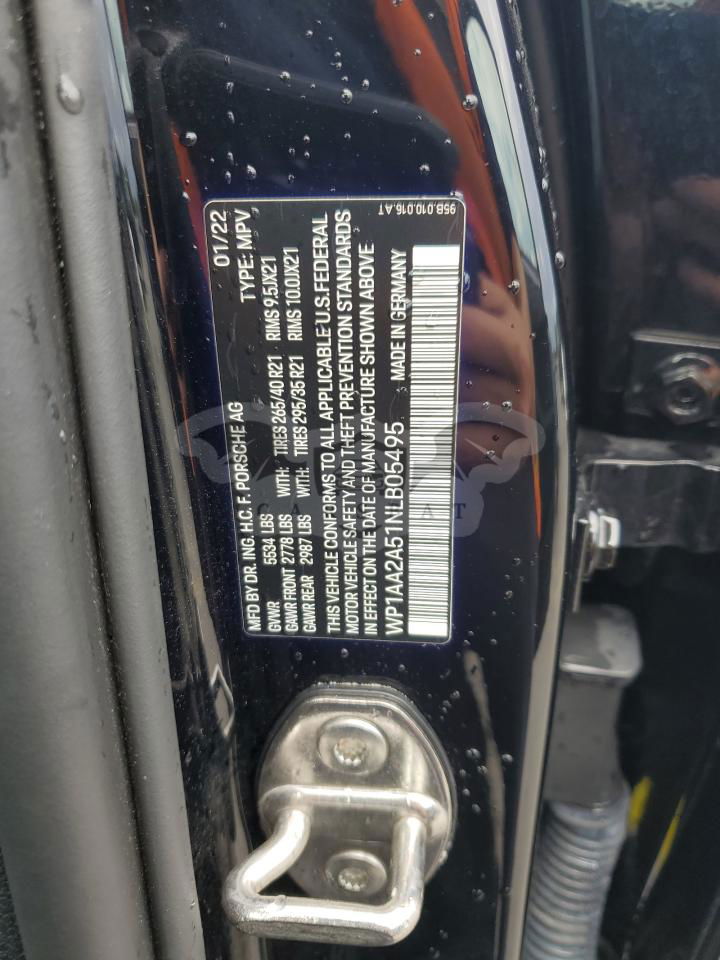 MFD BY DR. ING. H.C. F. PORSCHE AG 01/22
GVWR 5534 LBS TYPE: MPV
GAWR FRONT 2778 LBS WITH: TIRES 265/40 R21 RIMS 9.5JX21
GAWR REAR 2987 LBS WITH: TIRES 295/35 R21 RIMS 10.0JX21
THIS VEHICLE CONFORMS TO ALL APPLICABLE U.S. FEDERAL
MOTOR VEHICLE SAFETY AND THEFT PREVENTION STANDARDS
IN EFFECT ON THE DATE OF MANUFACTURE SHOWN ABOVE
WP1AA2A51NLB05495 MADE IN GERMANY
95B.010.016.AT